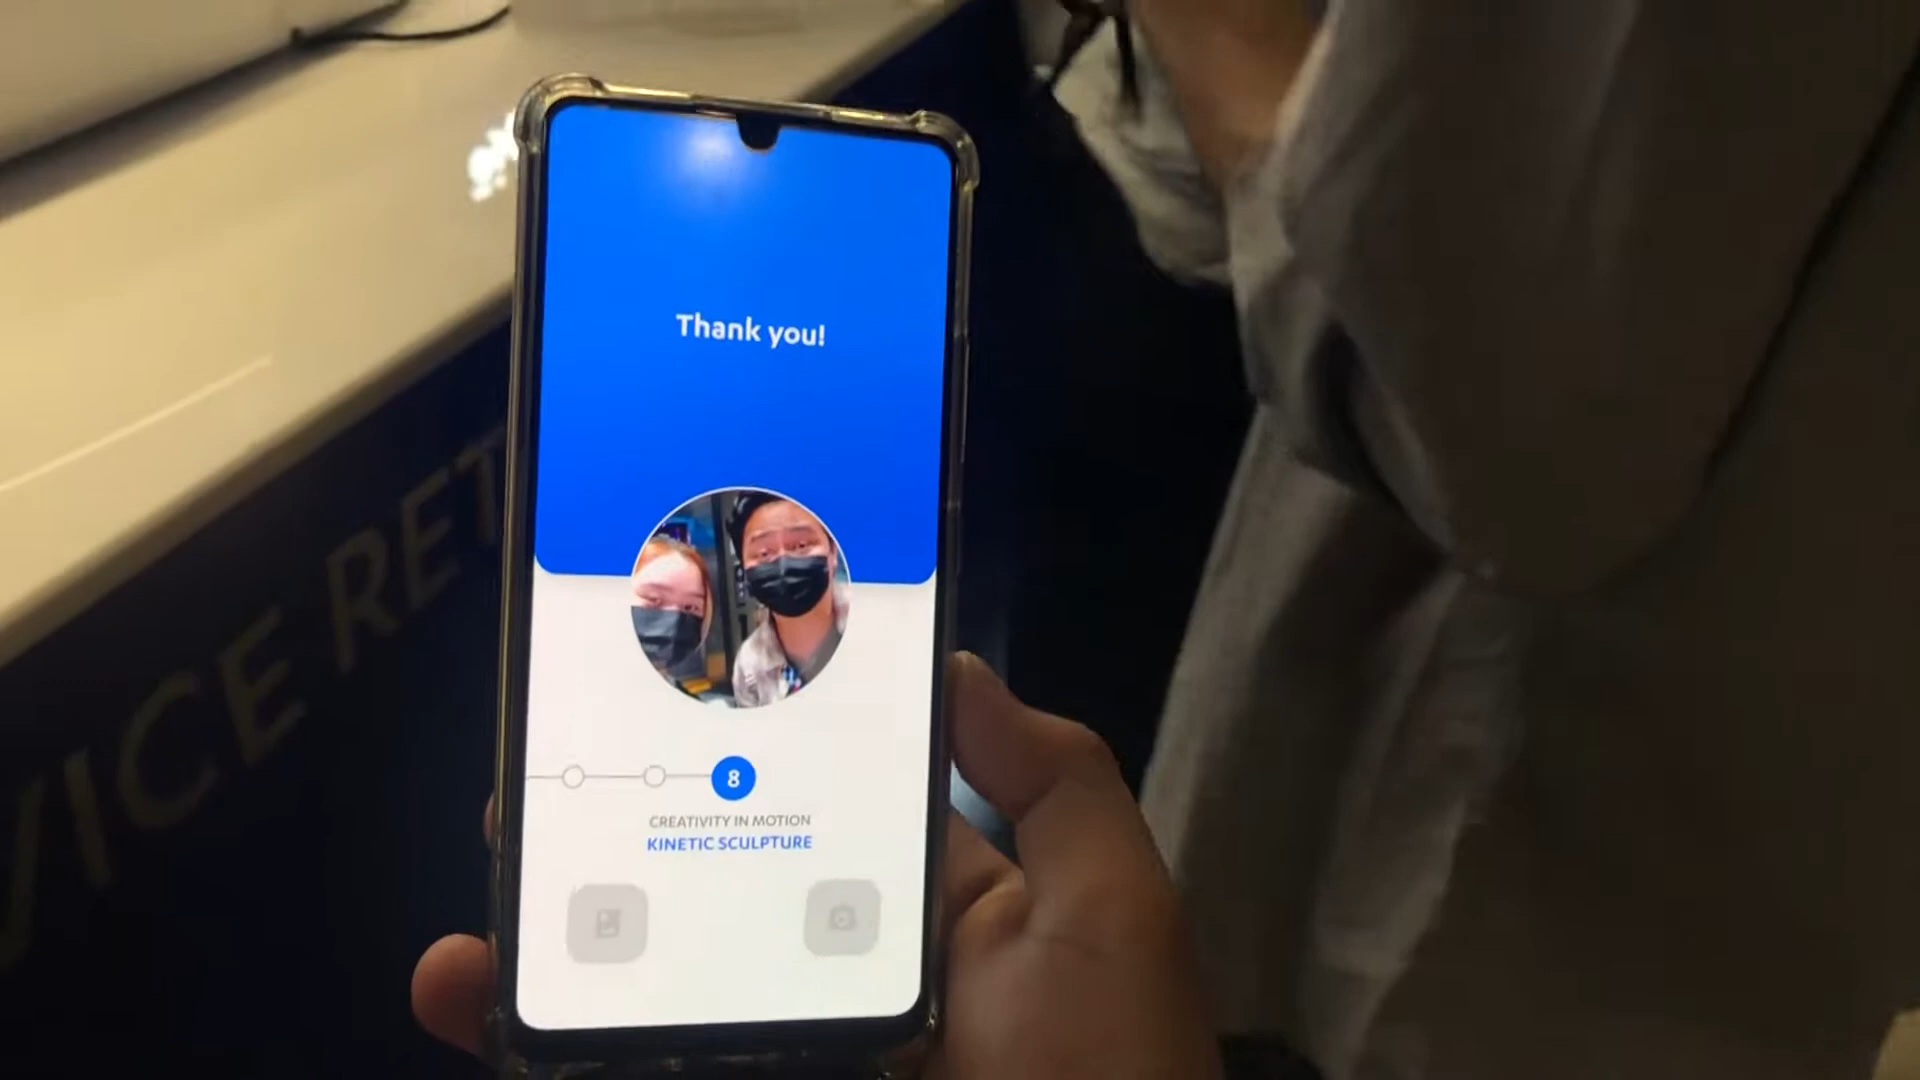 Thank you!
8
CREATIVITY IN MOTION
KINETIC SCULPTURE
VICE RET